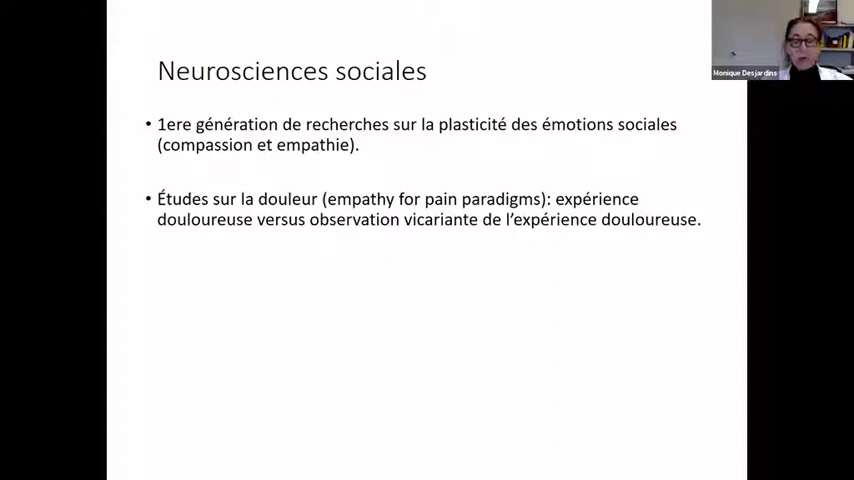 Neurosciences sociales
Monique Desjardins
• 1ere génération de recherches sur la plasticité des émotions sociales
(compassion et empathie).
• Études sur la douleur (empathy for pain paradigms): expérience
douloureuse versus observation vicariante de l’expérience douloureuse.